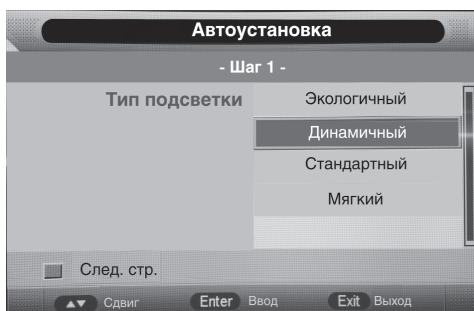 Автоустановка
- Шаг 1 -
Тип подсветки
Экологичный
Динамичный
Стандартный
Мягкий
След. стр.
▲▼ Сдвиг Enter Ввод Exit Выход